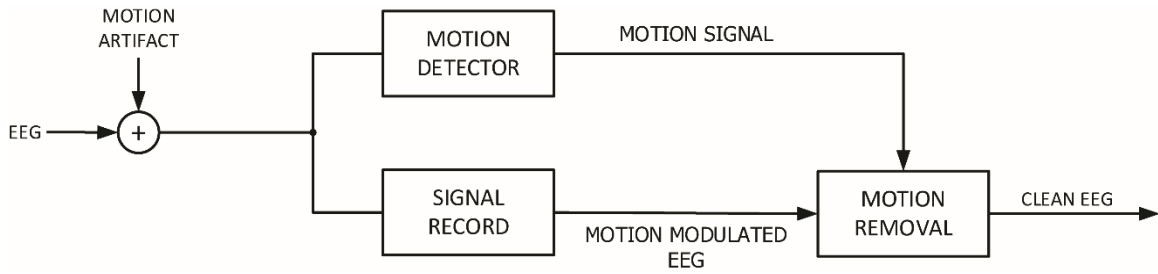 MOTION
ARTIFACT
EEG
+
MOTION
DETECTOR
MOTION SIGNAL
SIGNAL
RECORD
MOTION MODULATED
EEG
MOTION
REMOVAL
CLEAN EEG